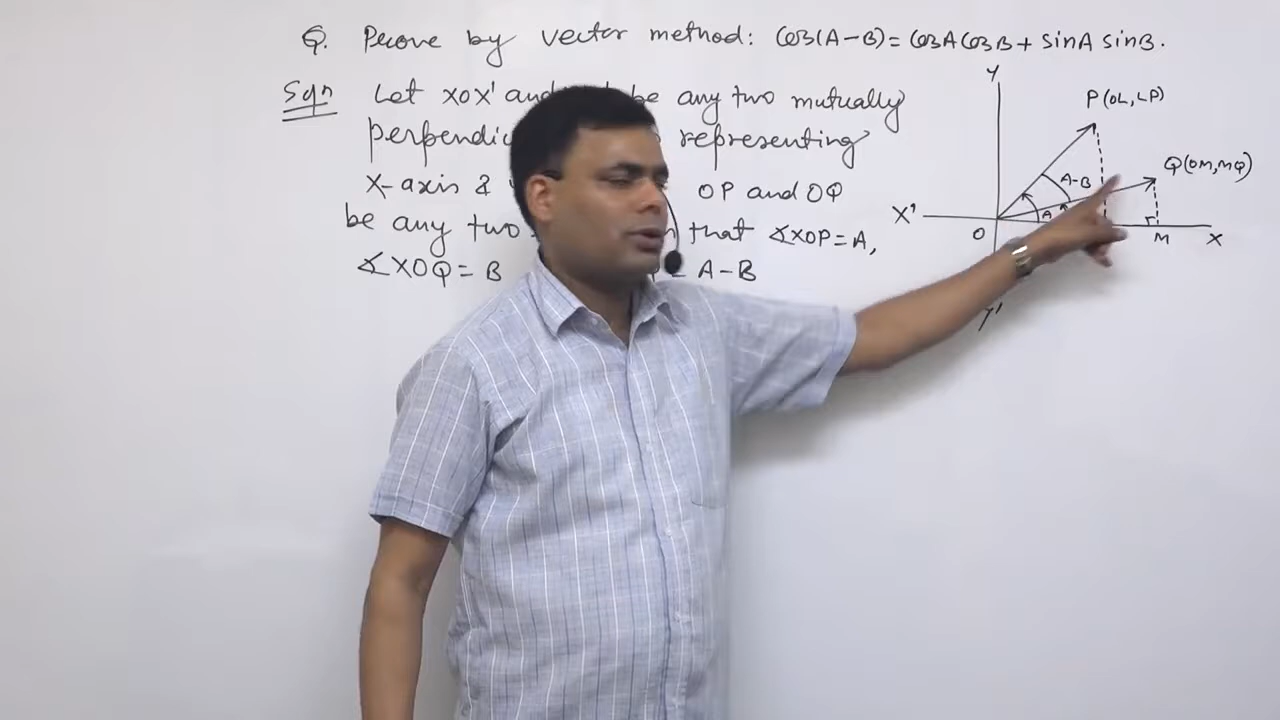 Q. Prove by vector method: Cos(A-B) = CosA CosB + SinA SinB.
Sqn Let XOX' and be any two mutually
perpendic representing
X-axis & OP and OQ
be any two that ∡XOP = A,
∡XOQ = B = A-B
Y
P(OL, LP)
Q(OM, MQ)
A-B
A
X'
O
M
X
Y'